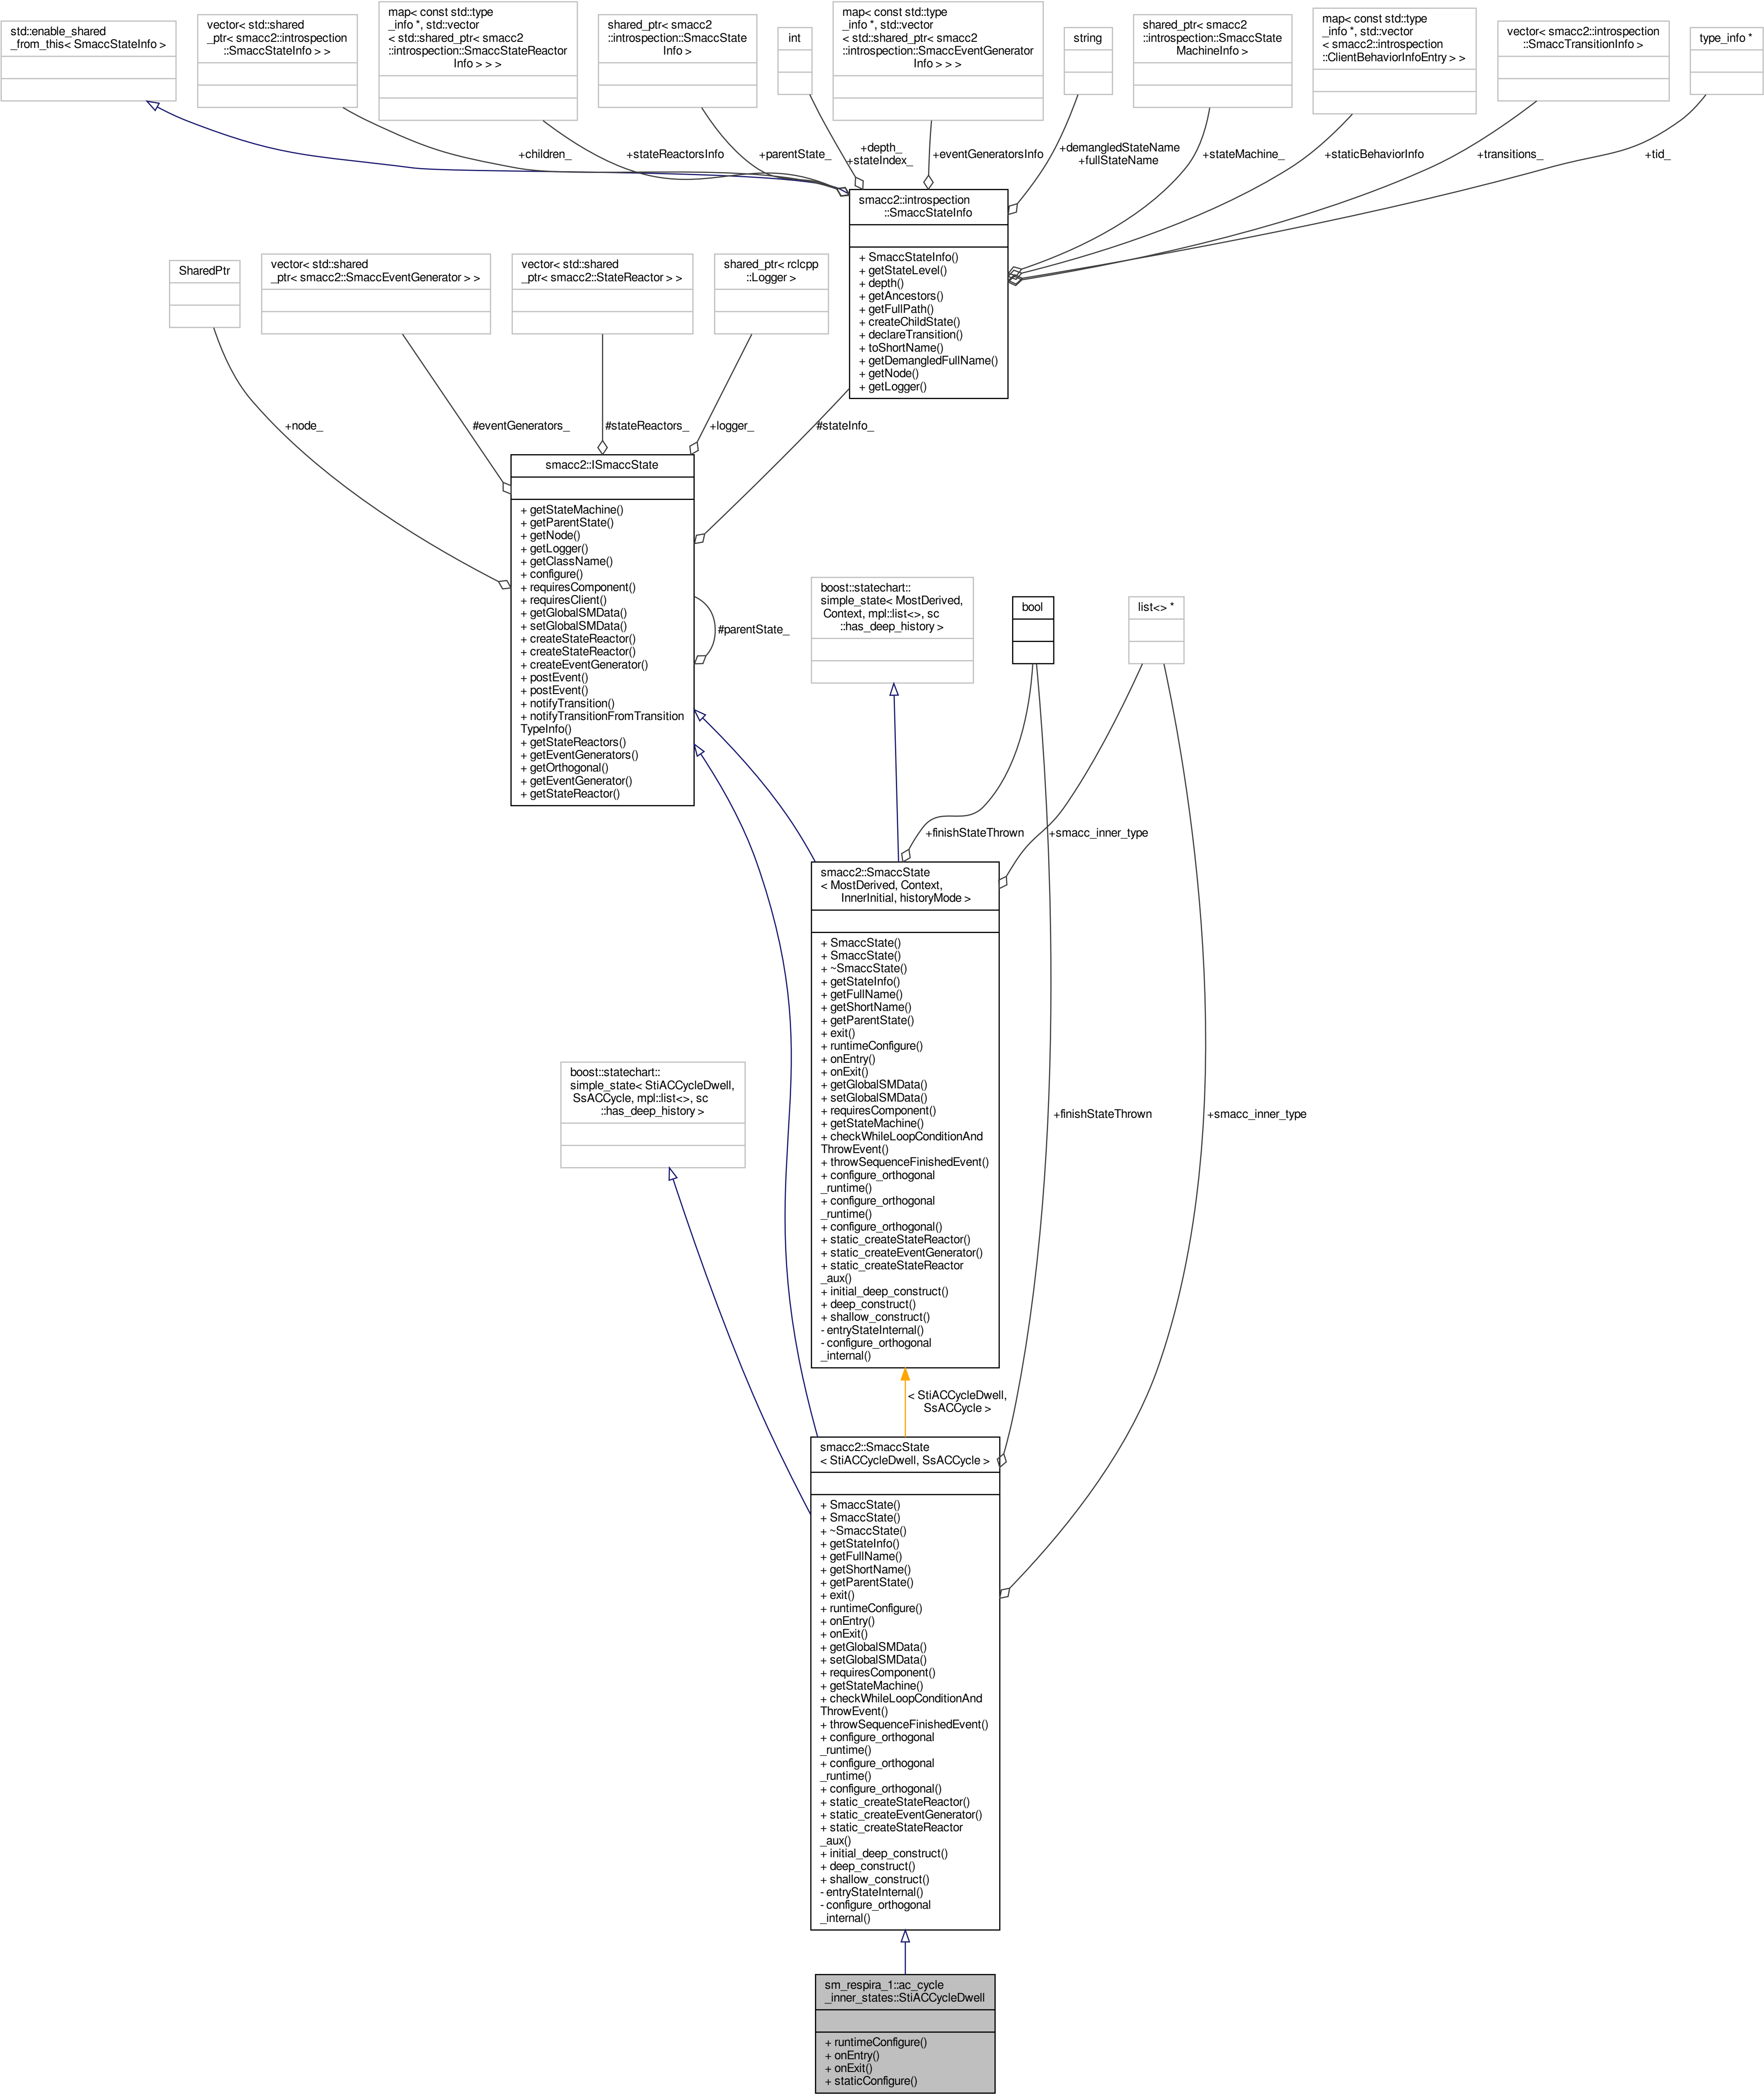 std::enable_shared
_from_this< SmaccStateInfo >
vector< std::shared
_ptr< smacc2::introspection
::SmaccStateInfo > >
map< const std::type
_info *, std::vector
< std::shared_ptr< smacc2
::introspection::SmaccStateReactor
Info > > >
shared_ptr< smacc2
::introspection::SmaccState
Info >
int
map< const std::type
_info *, std::vector
< std::shared_ptr< smacc2
::introspection::SmaccEventGenerator
Info > > >
string
shared_ptr< smacc2
::introspection::SmaccState
MachineInfo >
map< const std::type
_info *, std::vector
< smacc2::introspection
::ClientBehaviorInfoEntry > >
vector< smacc2::introspection
::SmaccTransitionInfo >
type_info *
+children_
+stateReactorsInfo
+parentState_
+depth_
+stateIndex_
+eventGeneratorsInfo
+demangledStateName
+fullStateName
+stateMachine_
+staticBehaviorInfo
+transitions_
+tid_
smacc2::introspection
::SmaccStateInfo
+ SmaccStateInfo()
+ getStateLevel()
+ depth()
+ getAncestors()
+ getFullPath()
+ createChildState()
+ declareTransition()
+ toShortName()
+ getDemangledFullName()
+ getNode()
+ getLogger()
SharedPtr
vector< std::shared
_ptr< smacc2::SmaccEventGenerator > >
vector< std::shared
_ptr< smacc2::StateReactor > >
shared_ptr< rclcpp
::Logger >
+node_
#eventGenerators_
#stateReactors_
+logger_
#stateInfo_
smacc2::ISmaccState
+ getStateMachine()
+ getParentState()
+ getNode()
+ getLogger()
+ getClassName()
+ configure()
+ requiresComponent()
+ requiresClient()
+ getGlobalSMData()
+ setGlobalSMData()
+ createStateReactor()
+ createStateReactor()
+ createEventGenerator()
+ postEvent()
+ postEvent()
+ notifyTransition()
+ notifyTransitionFromTransition
TypeInfo()
+ getStateReactors()
+ getEventGenerators()
+ getOrthogonal()
+ getEventGenerator()
+ getStateReactor()
#parentState_
boost::statechart::
simple_state< MostDerived,
Context, mpl::list<>, sc
::has_deep_history >
bool
list<> *
+finishStateThrown
+smacc_inner_type
smacc2::SmaccState
< MostDerived, Context,
InnerInitial, historyMode >
+ SmaccState()
+ SmaccState()
+ ~SmaccState()
+ getStateInfo()
+ getFullName()
+ getShortName()
+ getParentState()
+ exit()
+ runtimeConfigure()
+ onEntry()
+ onExit()
+ getGlobalSMData()
+ setGlobalSMData()
+ requiresComponent()
+ getStateMachine()
+ checkWhileLoopConditionAnd
ThrowEvent()
+ throwSequenceFinishedEvent()
+ configure_orthogonal
_runtime()
+ configure_orthogonal
_runtime()
+ configure_orthogonal()
+ static_createStateReactor()
+ static_createEventGenerator()
+ static_createStateReactor
_aux()
+ initial_deep_construct()
+ deep_construct()
+ shallow_construct()
- entryStateInternal()
- configure_orthogonal
_internal()
boost::statechart::
simple_state< StiACCycleDwell,
SsACCycle, mpl::list<>, sc
::has_deep_history >
+finishStateThrown
+smacc_inner_type
< StiACCycleDwell,
SsACCycle >
smacc2::SmaccState
< StiACCycleDwell, SsACCycle >
+ SmaccState()
+ SmaccState()
+ ~SmaccState()
+ getStateInfo()
+ getFullName()
+ getShortName()
+ getParentState()
+ exit()
+ runtimeConfigure()
+ onEntry()
+ onExit()
+ getGlobalSMData()
+ setGlobalSMData()
+ requiresComponent()
+ getStateMachine()
+ checkWhileLoopConditionAnd
ThrowEvent()
+ throwSequenceFinishedEvent()
+ configure_orthogonal
_runtime()
+ configure_orthogonal
_runtime()
+ configure_orthogonal()
+ static_createStateReactor()
+ static_createEventGenerator()
+ static_createStateReactor
_aux()
+ initial_deep_construct()
+ deep_construct()
+ shallow_construct()
- entryStateInternal()
- configure_orthogonal
_internal()
sm_respira_1::ac_cycle
_inner_states::StiACCycleDwell
+ runtimeConfigure()
+ onEntry()
+ onExit()
+ staticConfigure()